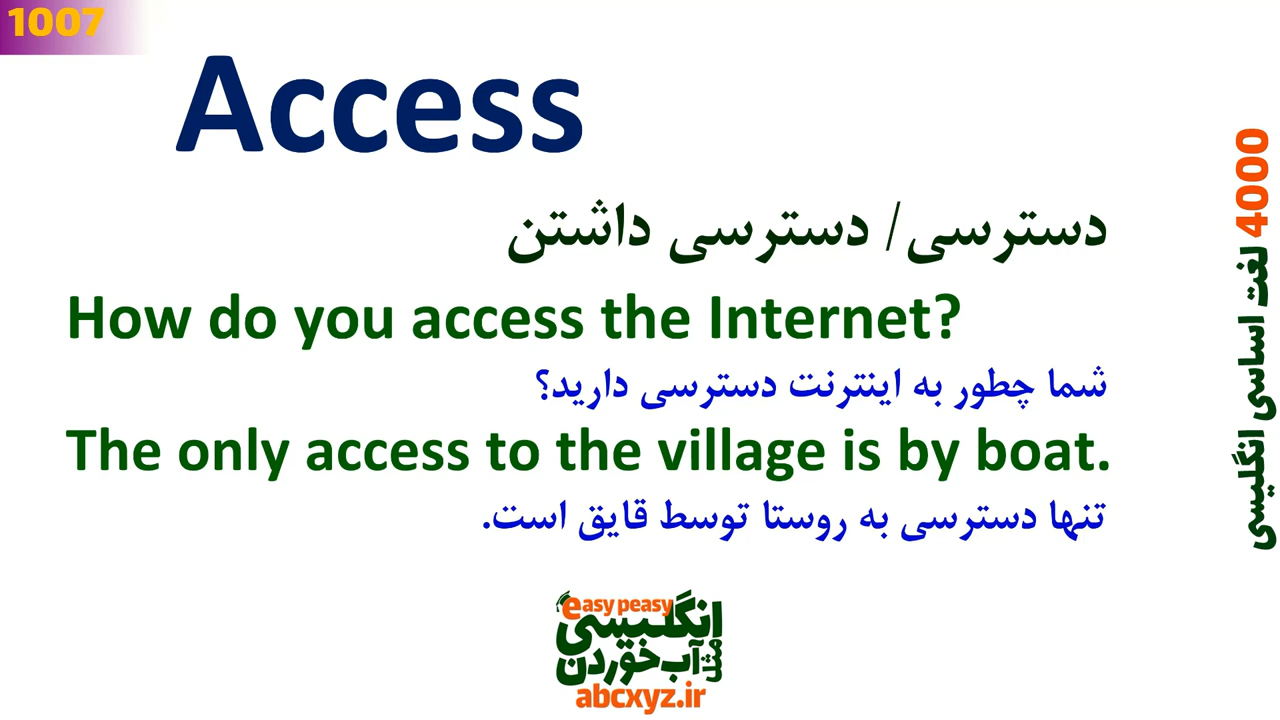 1007
Access
دسترسی/ دسترسی داشتن
How do you access the Internet?
شما چطور به اینترنت دسترسی دارید؟
The only access to the village is by boat.
تنها دسترسی به روستا توسط قایق است.
4000 لغت اساسی انگلیسی
easy peasy
انگلیسی
مثل آب خوردن
abcxyz.ir